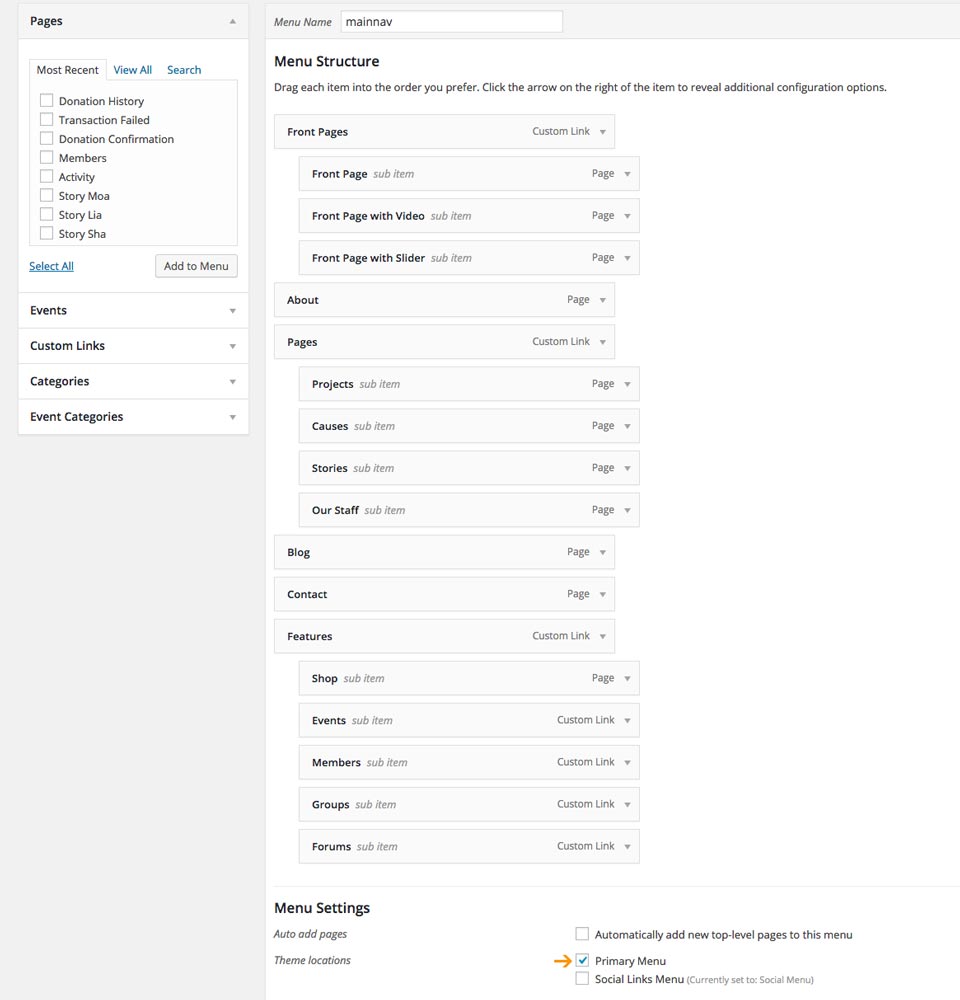 Pages
Most Recent View All Search
Donation History
Transaction Failed
Donation Confirmation
Members
Activity
Story Moa
Story Lia
Story Sha
Select All Add to Menu
Events
Custom Links
Categories
Event Categories
Menu Name mainnav
Menu Structure
Drag each item into the order you prefer. Click the arrow on the right of the item to reveal additional configuration options.
Front Pages Custom Link
Front Page sub item Page
Front Page with Video sub item Page
Front Page with Slider sub item Page
About Page
Pages Custom Link
Projects sub item Page
Causes sub item Page
Stories sub item Page
Our Staff sub item Page
Blog Page
Contact Page
Features Custom Link
Shop sub item Page
Events sub item Custom Link
Members sub item Custom Link
Groups sub item Custom Link
Forums sub item Custom Link
Menu Settings
Auto add pages Automatically add new top-level pages to this menu
Theme locations Primary Menu
Social Links Menu (Currently set to: Social Menu)